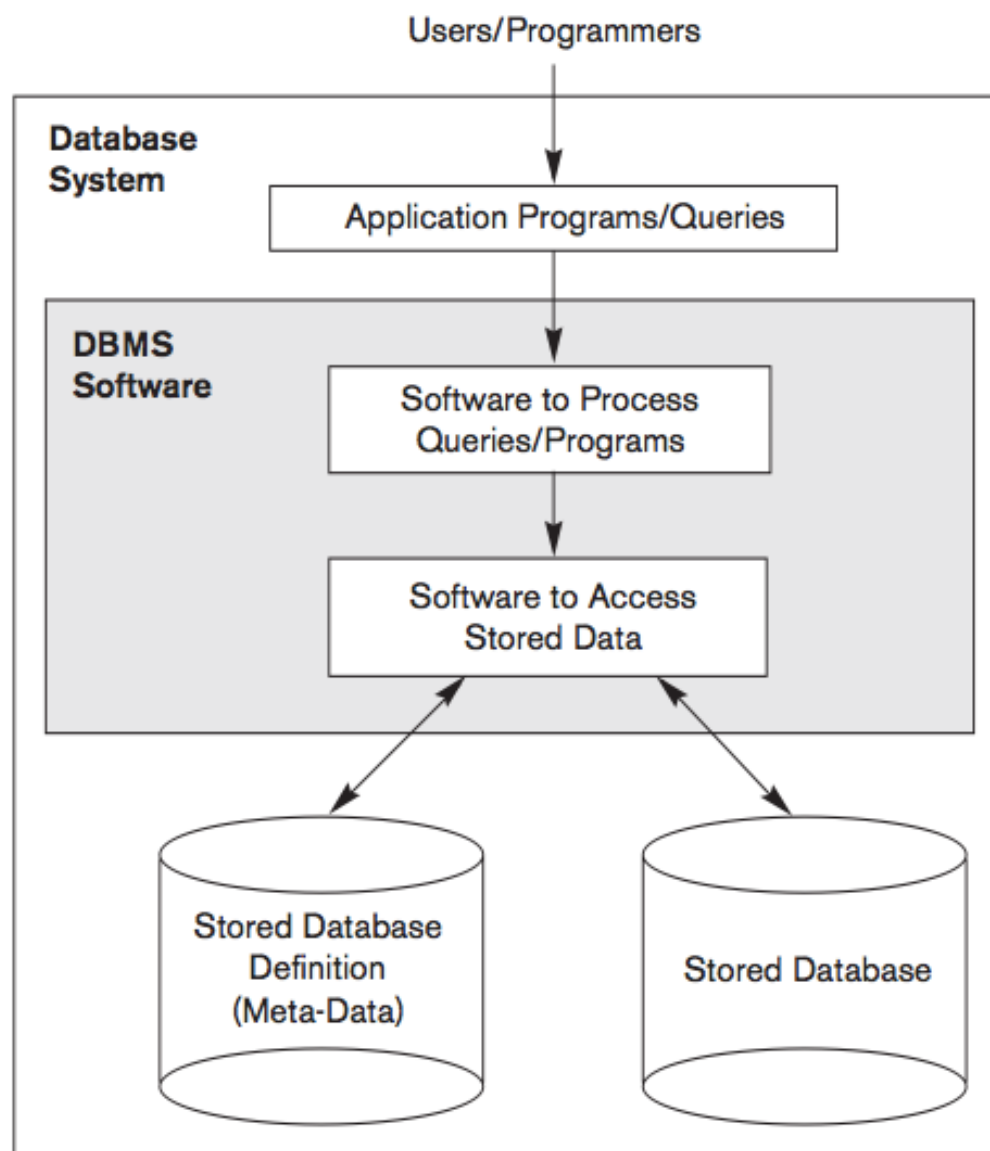 Users/Programmers
Database
System
Application Programs/Queries
DBMS
Software
Software to Process
Queries/Programs
Software to Access
Stored Data
Stored Database
Definition
(Meta-Data)
Stored Database